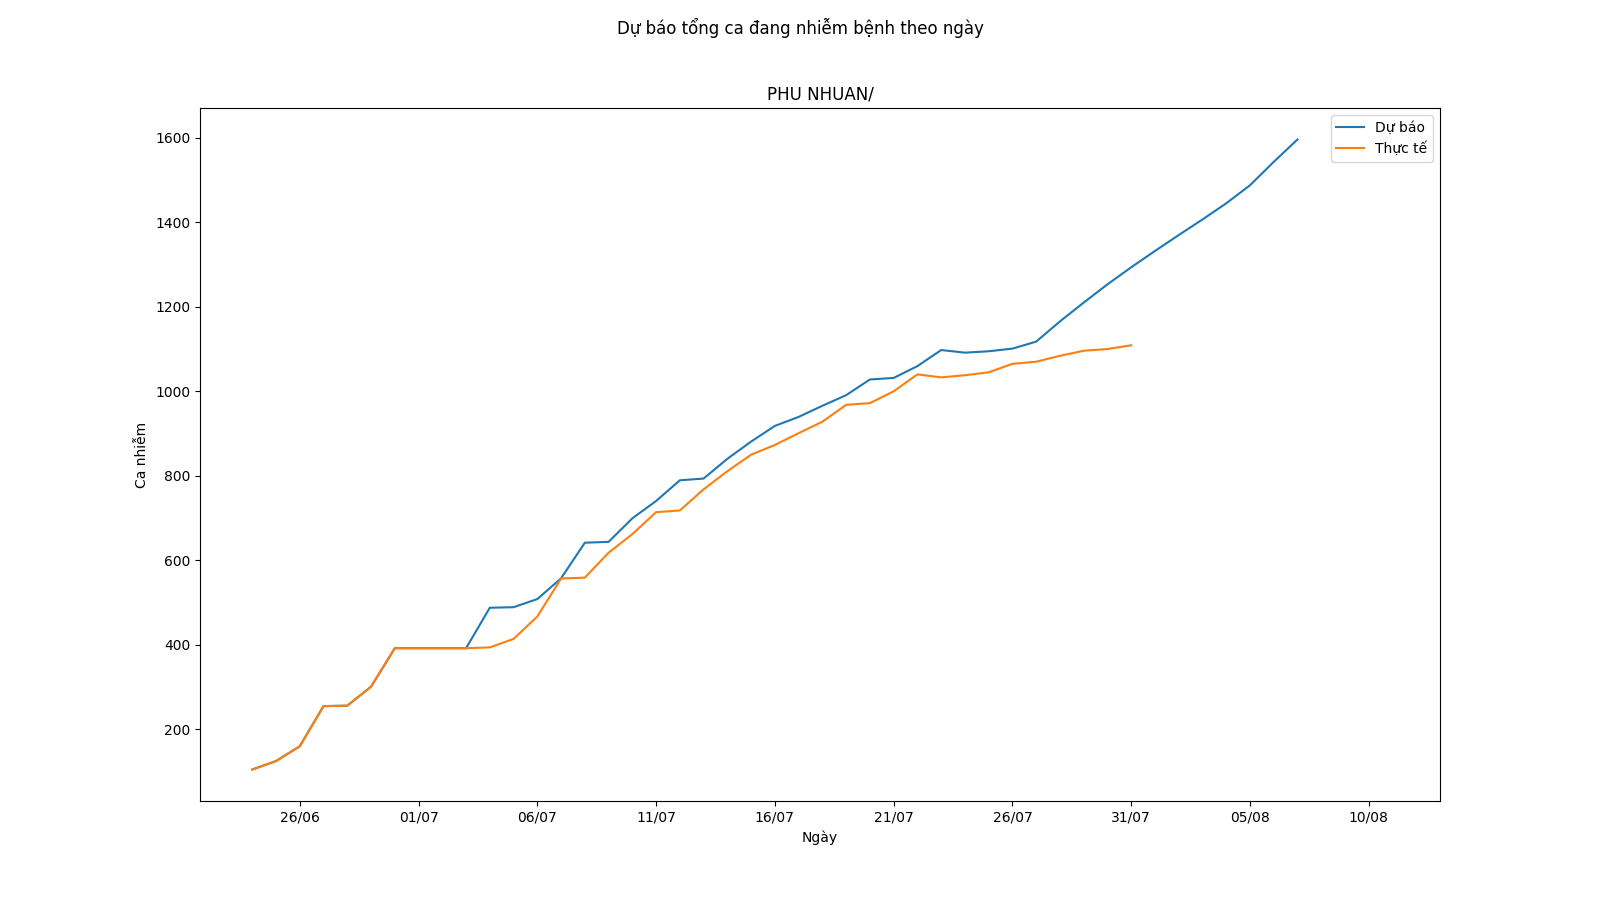 Dự báo tổng ca đang nhiễm bệnh theo ngày
PHU NHUAN/
Dự báo
Thực tế
1600
1400
1200
1000
800
600
400
200
Ca nhiễm
26/06 01/07 06/07 11/07 16/07 21/07 26/07 31/07 05/08 10/08
Ngày